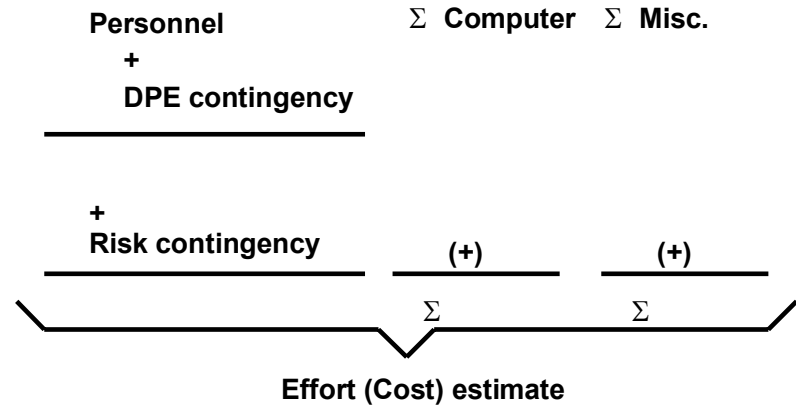 Personnel Σ Computer Σ Misc.
+
DPE contingency
+
Risk contingency (+) (+)
Σ Σ
Effort (Cost) estimate